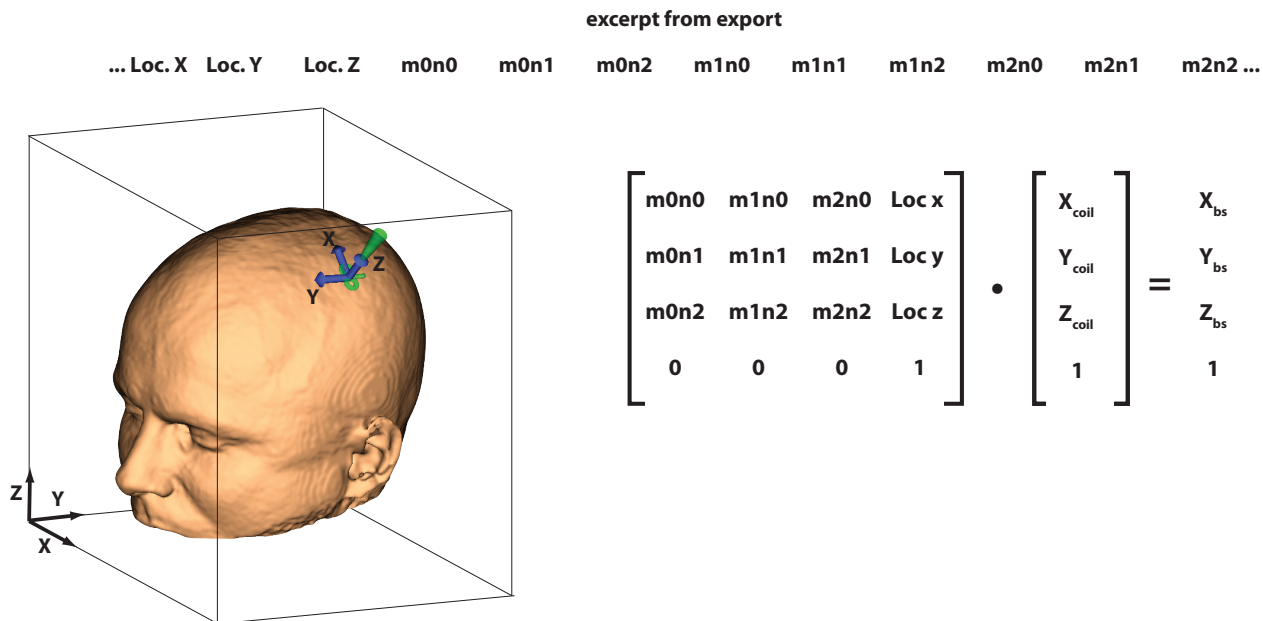 excerpt from export
... Loc. X Loc. Y Loc. Z m0n0 m0n1 m0n2 m1n0 m1n1 m1n2 m2n0 m2n1 m2n2 ...
X
Z
Y
Z
Y
X
m0n0 m1n0 m2n0 Loc x
m0n1 m1n1 m2n1 Loc y
m0n2 m1n2 m2n2 Loc z
0 0 0 1
•
X coil
Y coil
Z coil
1
=
X bs
Y bs
Z bs
1